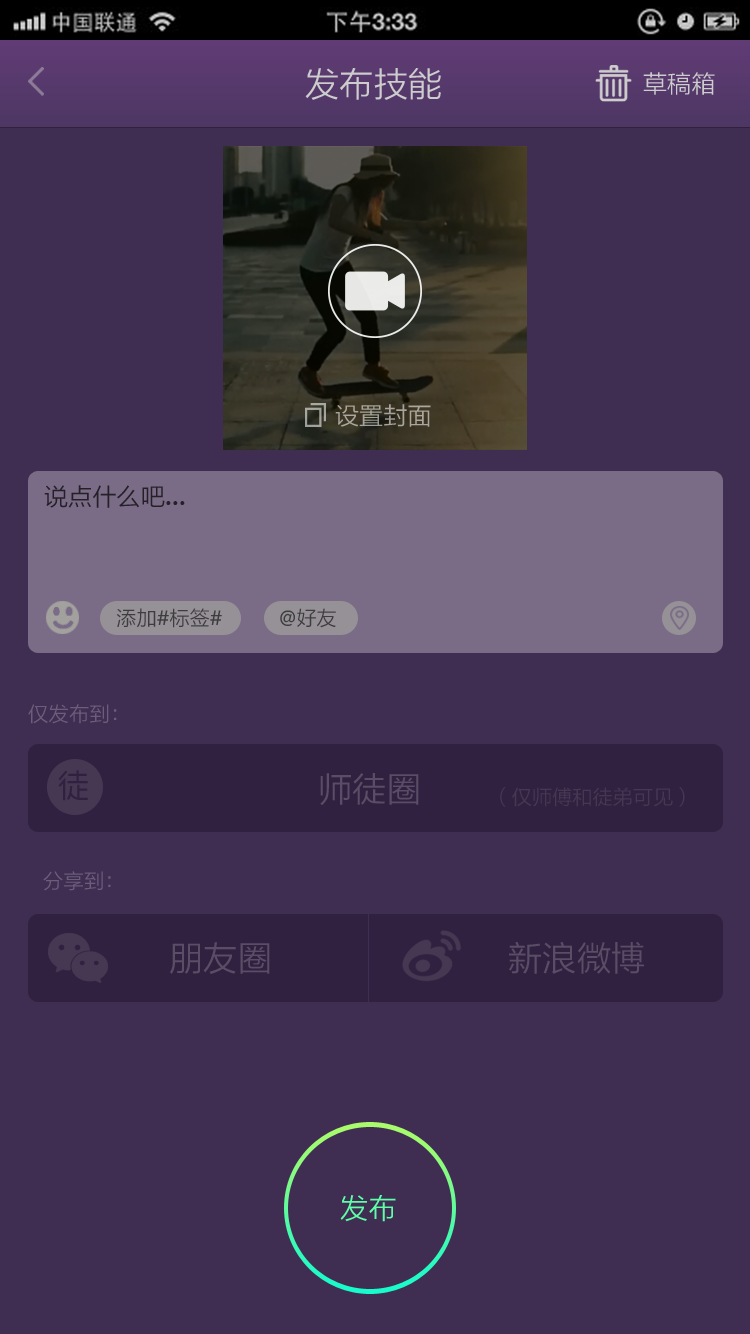 中国联通 下午3:33
发布技能 草稿箱
设置封面
说点什么吧...
添加#标签# @好友
仅发布到:
徒 师徒圈 (仅师傅和徒弟可见)
分享到:
朋友圈 新浪微博
发布